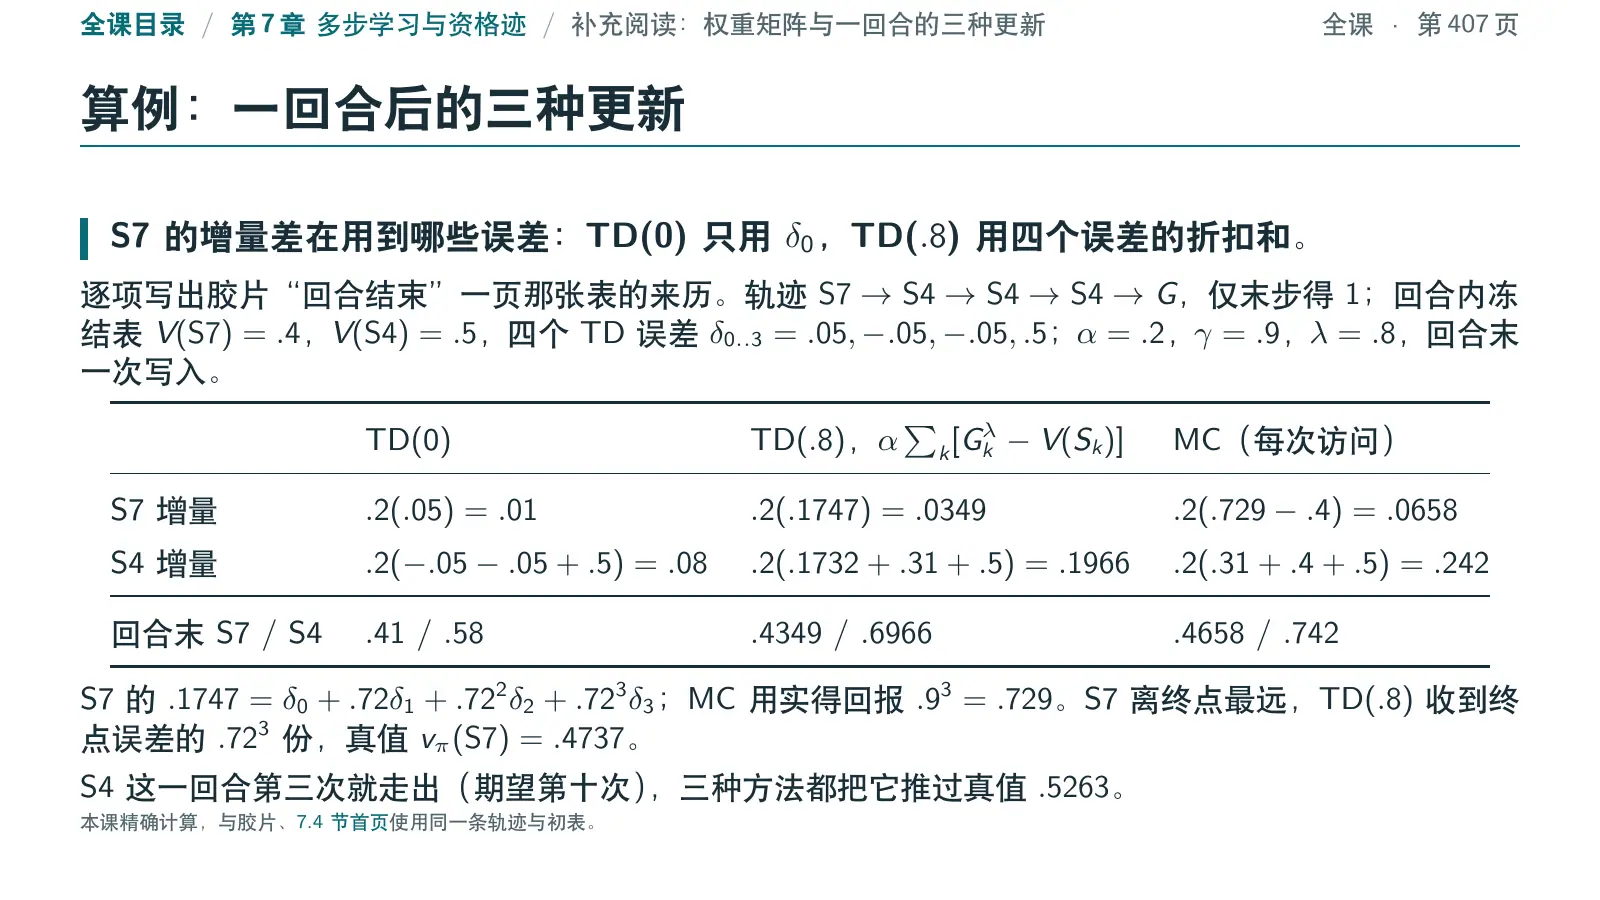 全课目录 / 第 7 章 多步学习与资格迹 / 补充阅读：权重矩阵与一回合的三种更新 全课 · 第 407 页
算例：一回合后的三种更新
S7 的增量差在用到哪些误差：TD(0) 只用 δ₀，TD(.8) 用四个误差的折扣和。
逐项写出胶片“回合结束”一页那张表的来历。轨迹 S7 → S4 → S4 → S4 → G，仅末步得 1；回合内冻
结表 V(S7) = .4，V(S4) = .5，四个 TD 误差 δ₀..₃ = .05, −.05, −.05, .5；α = .2，γ = .9，λ = .8，回合末
一次写入。
TD(0) TD(.8)，α∑ₖ[Gₖ^λ − V(Sₖ)] MC（每次访问）
S7 增量 .2(.05) = .01 .2(.1747) = .0349 .2(.729 − .4) = .0658
S4 增量 .2(−.05 − .05 + .5) = .08 .2(.1732 + .31 + .5) = .1966 .2(.31 + .4 + .5) = .242
回合末 S7 / S4 .41 / .58 .4349 / .6966 .4658 / .742
S7 的 .1747 = δ₀ + .72δ₁ + .72²δ₂ + .72³δ₃；MC 用实得回报 .9³ = .729。S7 离终点最远，TD(.8) 收到终
点误差的 .72³ 份，真值 v_π(S7) = .4737。
S4 这一回合第三次就走出（期望第十次），三种方法都把它推过真值 .5263。
本课精确计算，与胶片、7.4 节首页使用同一条轨迹与初表。